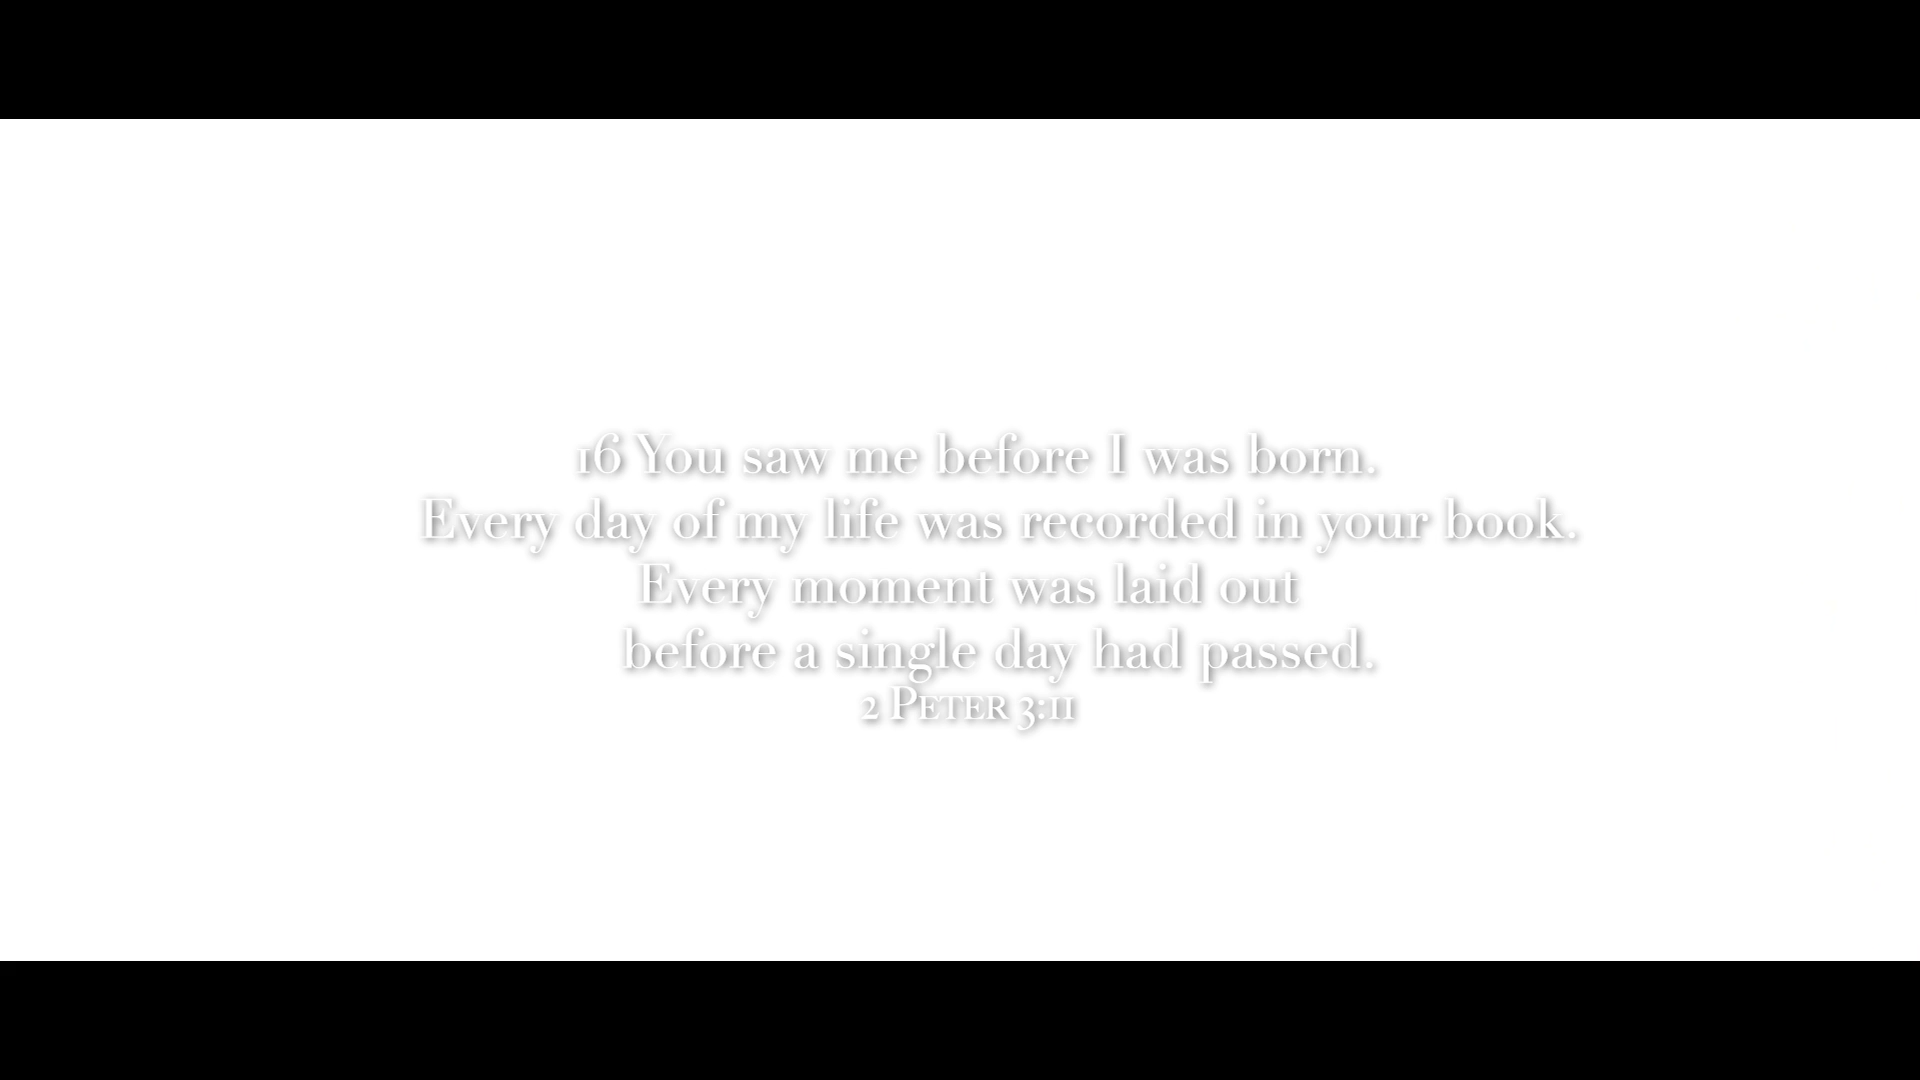 16 You saw me before I was born.
Every day of my life was recorded in your book.
Every moment was laid out
before a single day had passed.
2 Peter 3:11